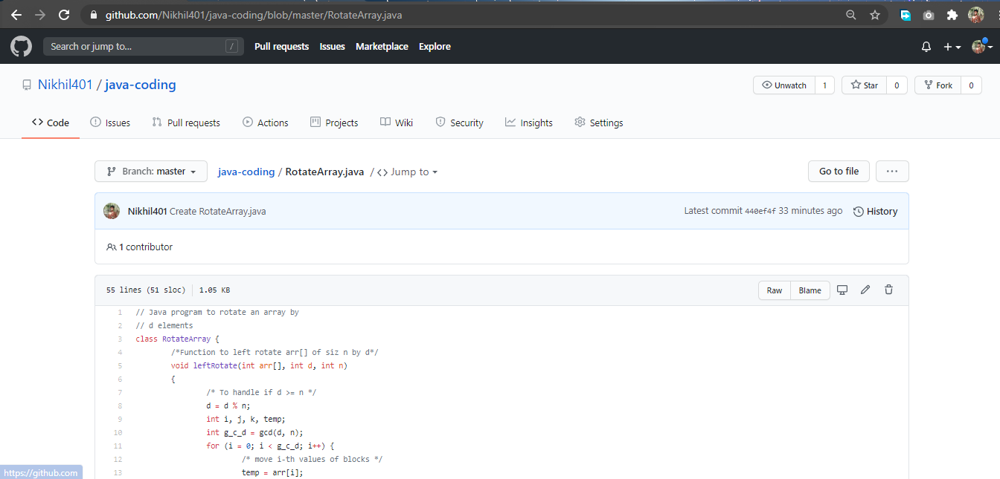 github.com/Nikhil401/java-coding/blob/master/RotateArray.java
Search or jump to... / Pull requests Issues Marketplace Explore
Nikhil401 / java-coding Unwatch 1 Star 0 Fork 0
Code Issues Pull requests Actions Projects Wiki Security Insights Settings
Branch: master java-coding / RotateArray.java / <> Jump to Go to file ...
Nikhil401 Create RotateArray.java Latest commit 440ef4f 33 minutes ago History
1 contributor
55 lines (51 sloc) 1.05 KB Raw Blame
1 // Java program to rotate an array by
2 // d elements
3 class RotateArray {
4 /*Function to left rotate arr[] of siz n by d*/
5 void leftRotate(int arr[], int d, int n)
6 {
7 /* To handle if d >= n */
8 d = d % n;
9 int i, j, k, temp;
10 int g_c_d = gcd(d, n);
11 for (i = 0; i < g_c_d; i++) {
12 /* move i-th values of blocks */
13 temp = arr[i];
https://github.com